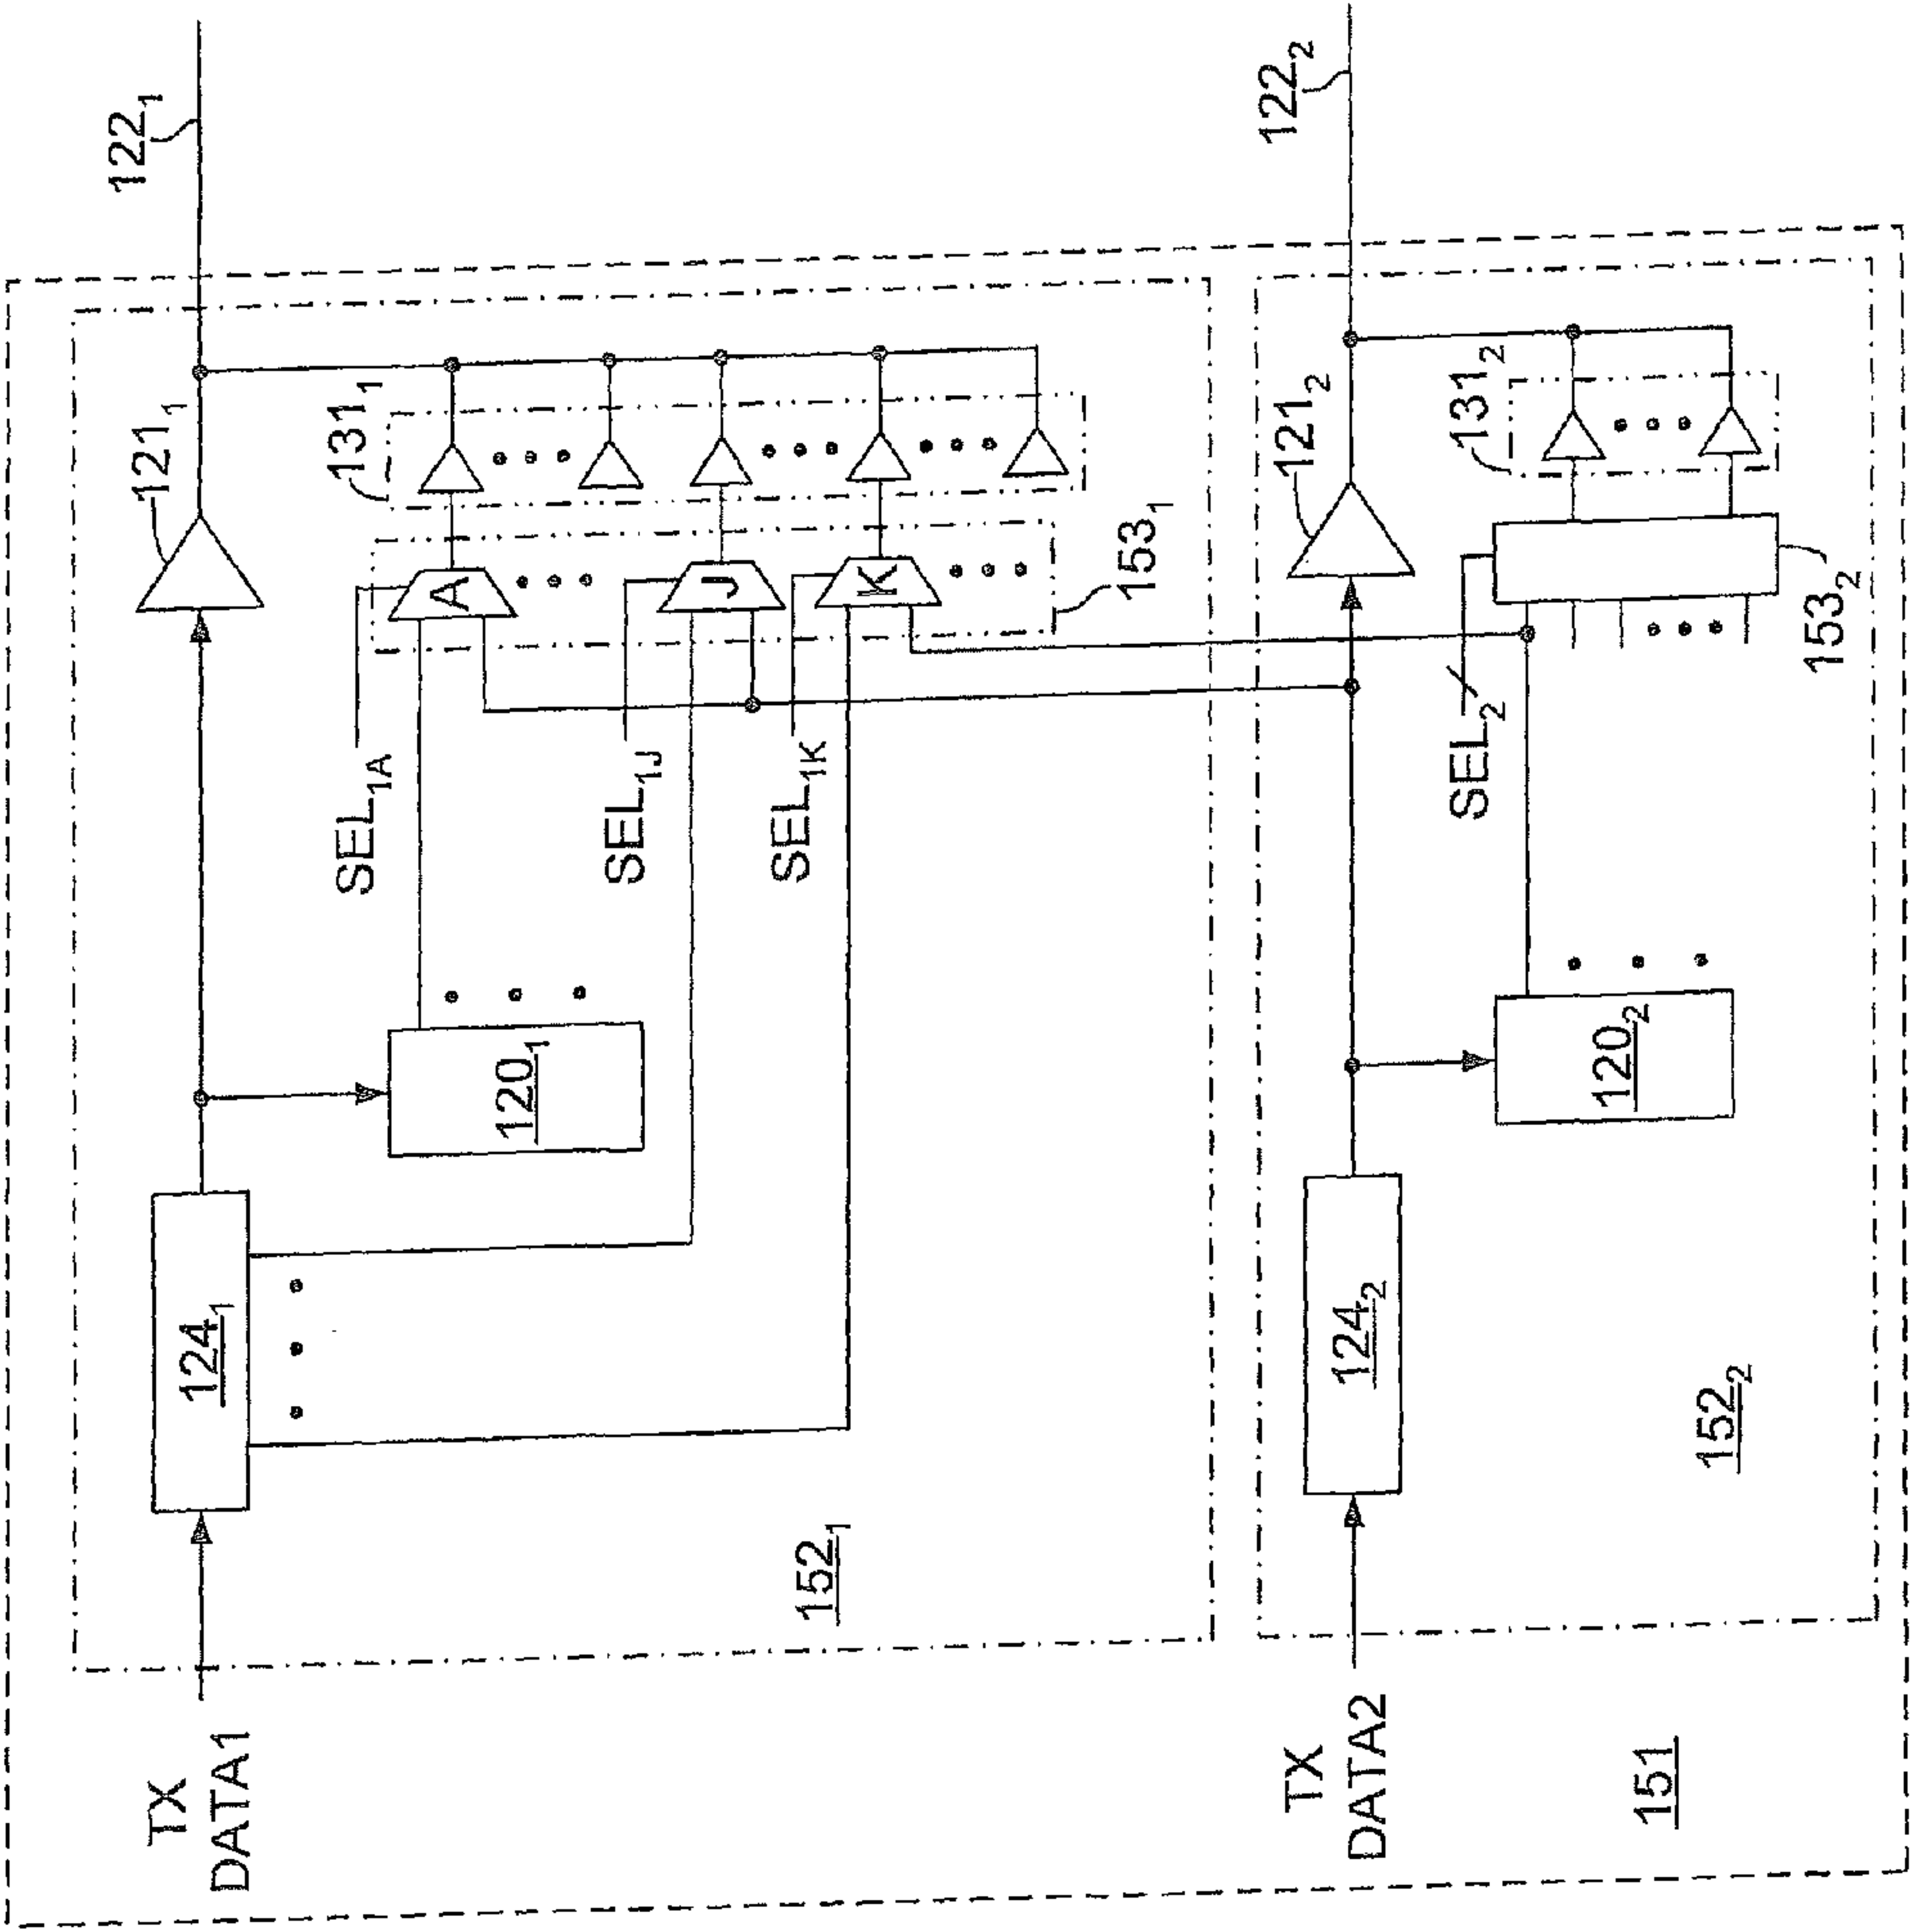 TX
DATA1
124₁
120₁
121₁
122₁
131₁
153₁
SEL₁A
SEL₁J
SEL₁K
A
J
K
152₁
TX
DATA2
124₂
120₂
121₂
122₂
131₂
SEL₂
153₂
152₂
151